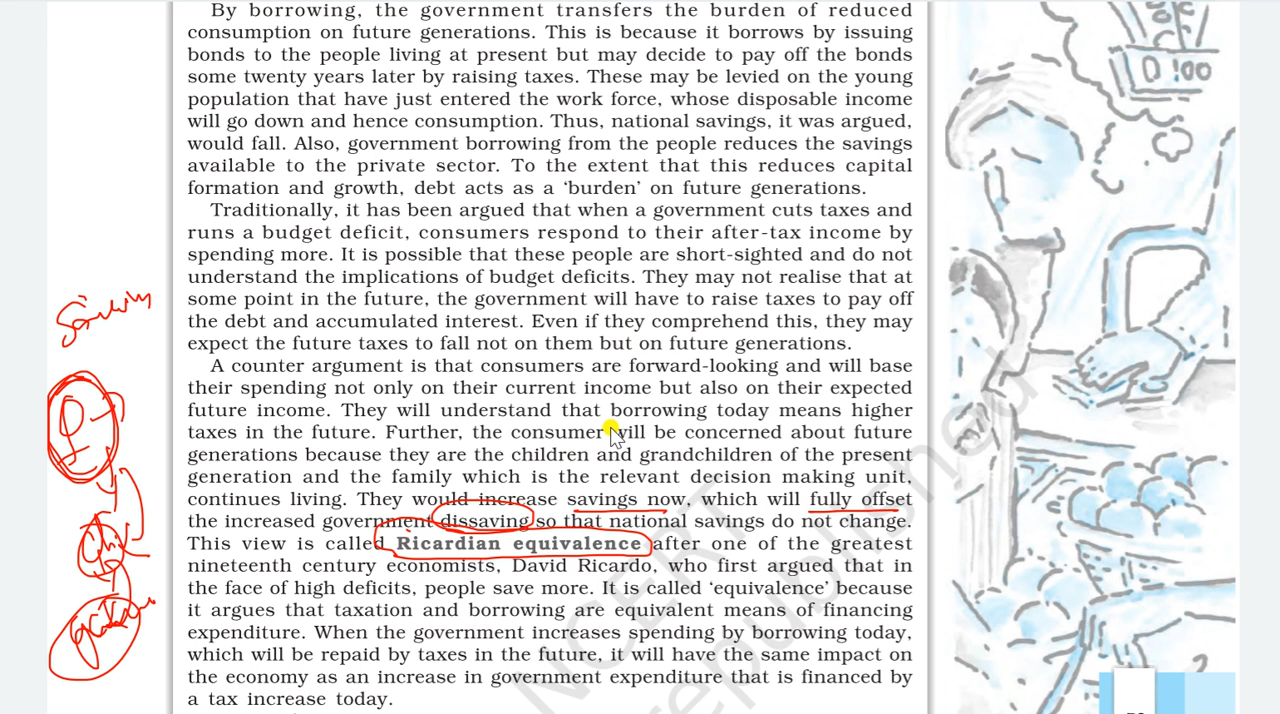 By borrowing, the government transfers the burden of reduced
consumption on future generations. This is because it borrows by issuing
bonds to the people living at present but may decide to pay off the bonds
some twenty years later by raising taxes. These may be levied on the young
population that have just entered the work force, whose disposable income
will go down and hence consumption. Thus, national savings, it was argued,
would fall. Also, government borrowing from the people reduces the savings
available to the private sector. To the extent that this reduces capital
formation and growth, debt acts as a ‘burden’ on future generations.
Traditionally, it has been argued that when a government cuts taxes and
runs a budget deficit, consumers respond to their after-tax income by
spending more. It is possible that these people are short-sighted and do not
understand the implications of budget deficits. They may not realise that at
some point in the future, the government will have to raise taxes to pay off
the debt and accumulated interest. Even if they comprehend this, they may
expect the future taxes to fall not on them but on future generations.
A counter argument is that consumers are forward-looking and will base
their spending not only on their current income but also on their expected
future income. They will understand that borrowing today means higher
taxes in the future. Further, the consumer will be concerned about future
generations because they are the children and grandchildren of the present
generation and the family which is the relevant decision making unit,
continues living. They would increase savings now, which will fully offset
the increased government dissaving so that national savings do not change.
This view is called Ricardian equivalence after one of the greatest
nineteenth century economists, David Ricardo, who first argued that in
the face of high deficits, people save more. It is called ‘equivalence’ because
it argues that taxation and borrowing are equivalent means of financing
expenditure. When the government increases spending by borrowing today,
which will be repaid by taxes in the future, it will have the same impact on
the economy as an increase in government expenditure that is financed by
a tax increase today.
NCERT
republished